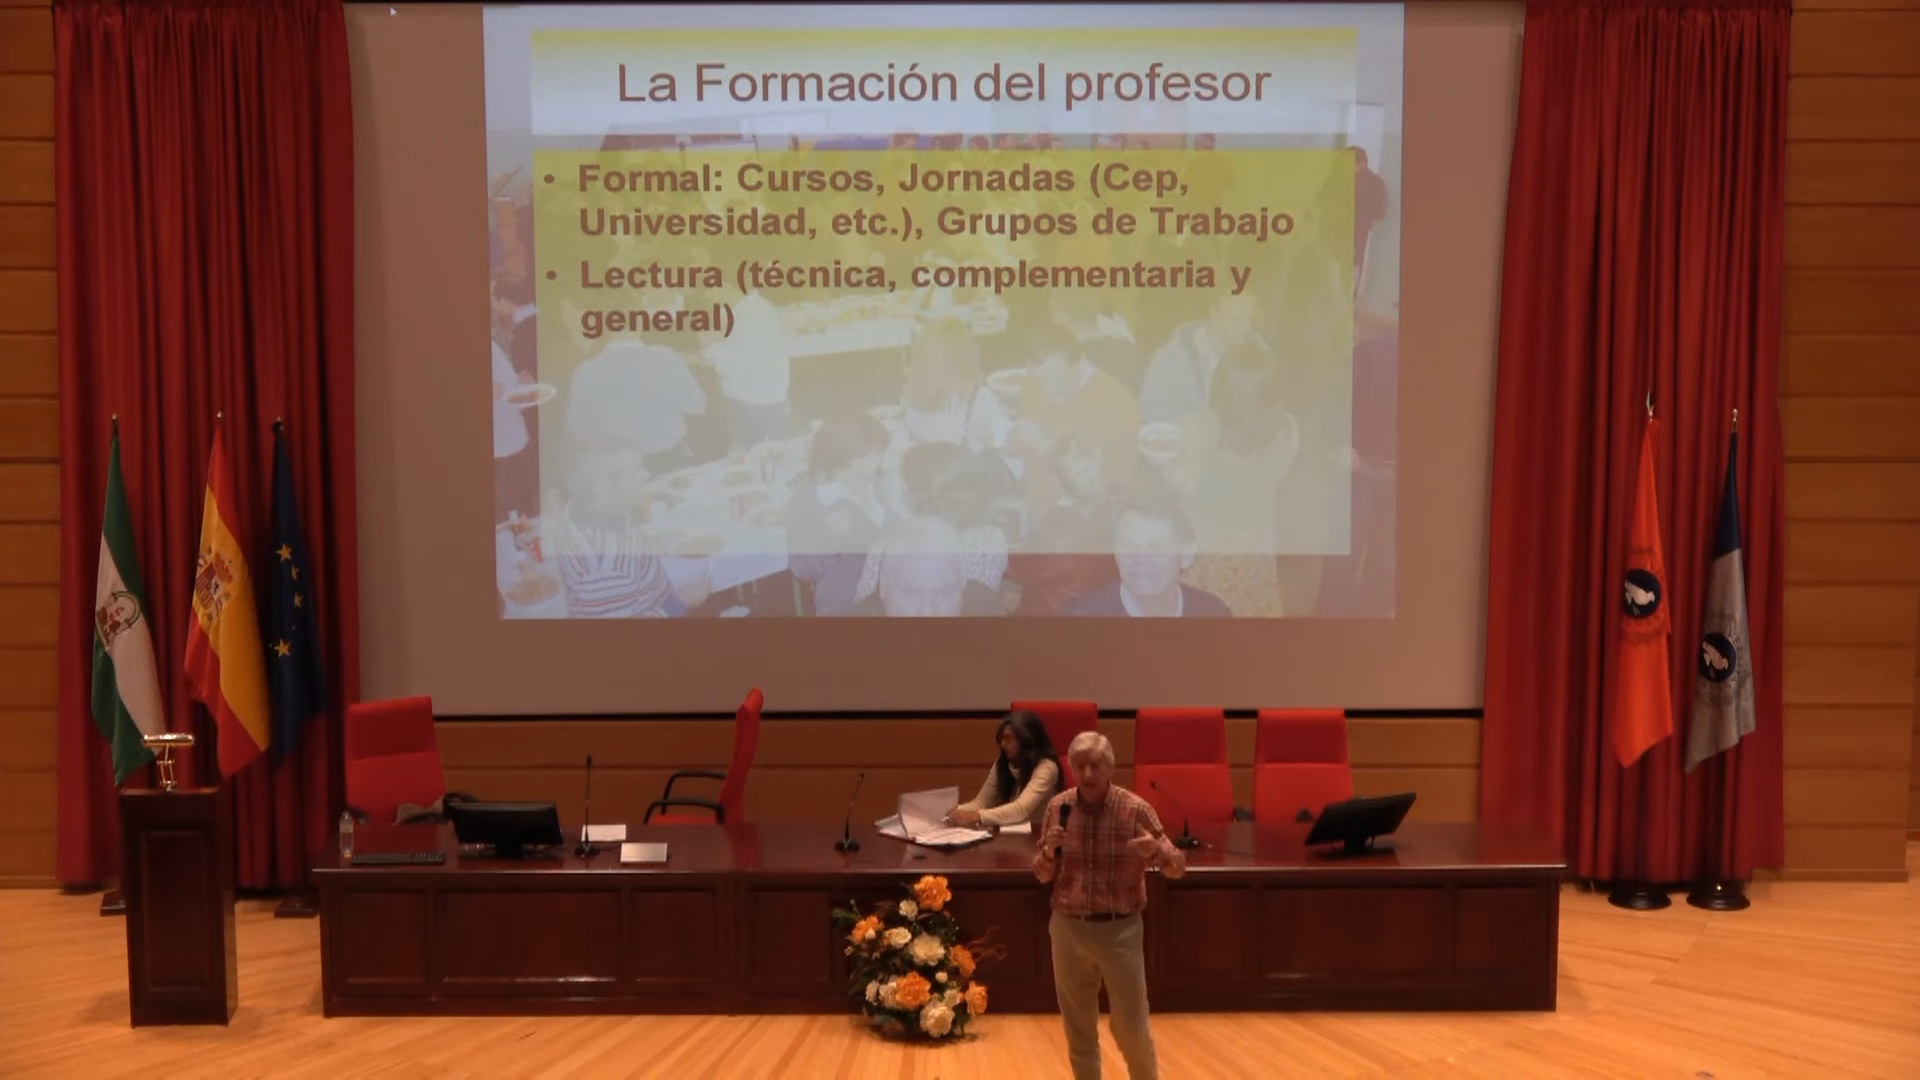 La Formación del profesor
• Formal: Cursos, Jornadas (Cep,
Universidad, etc.), Grupos de Trabajo
• Lectura (técnica, complementaria y
general)